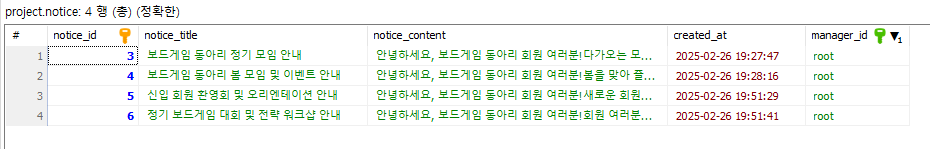 project.notice: 4 행 (총) (정확한)
# notice_id notice_title notice_content created_at manager_id 1
1 3 보드게임 동아리 정기 모임 안내 안녕하세요, 보드게임 동아리 회원 여러분!다가오는 모... 2025-02-26 19:27:47 root
2 4 보드게임 동아리 봄 모임 및 이벤트 안내 안녕하세요, 보드게임 동아리 회원 여러분!봄을 맞아 즐... 2025-02-26 19:28:16 root
3 5 신입 회원 환영회 및 오리엔테이션 안내 안녕하세요, 보드게임 동아리 회원 여러분!새로운 회원... 2025-02-26 19:51:29 root
4 6 정기 보드게임 대회 및 전략 워크샵 안내 안녕하세요, 보드게임 동아리 회원 여러분!회원 여러분... 2025-02-26 19:51:41 root